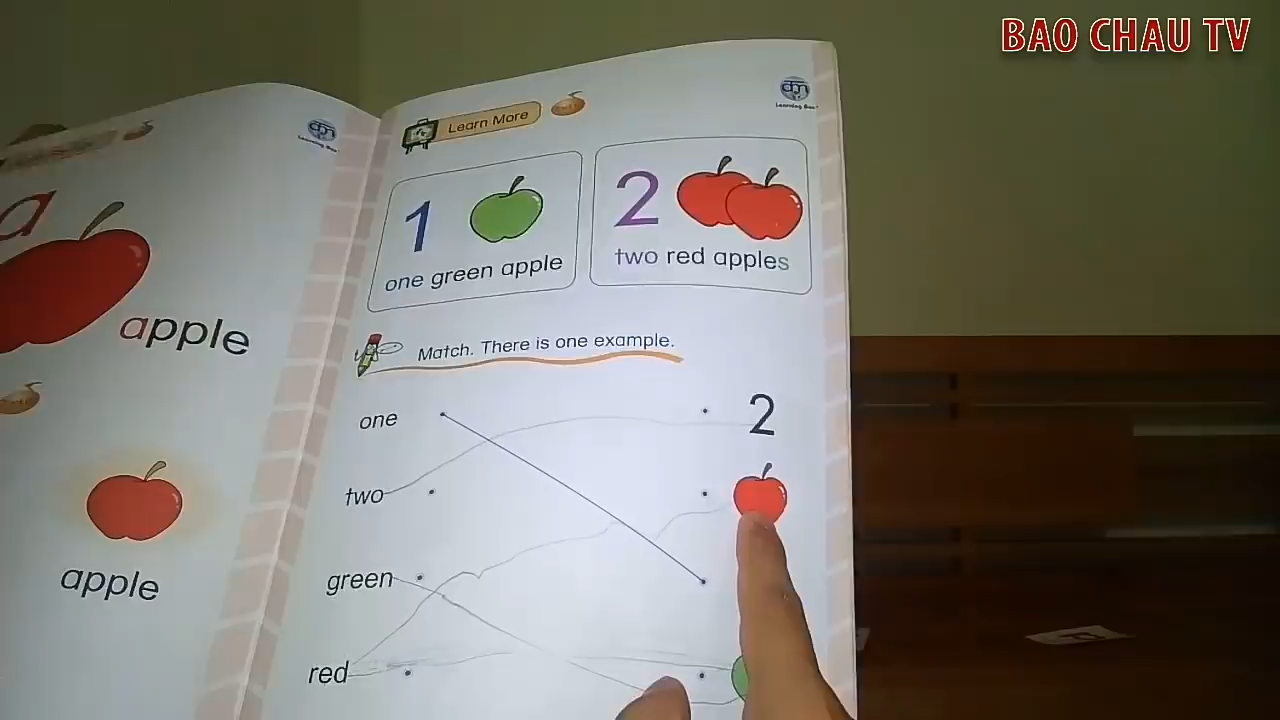 BAO CHAU TV
a
apple
apple
Learn More
1
one green apple
2
two red apples
Match. There is one example.
one
2
two
green
red